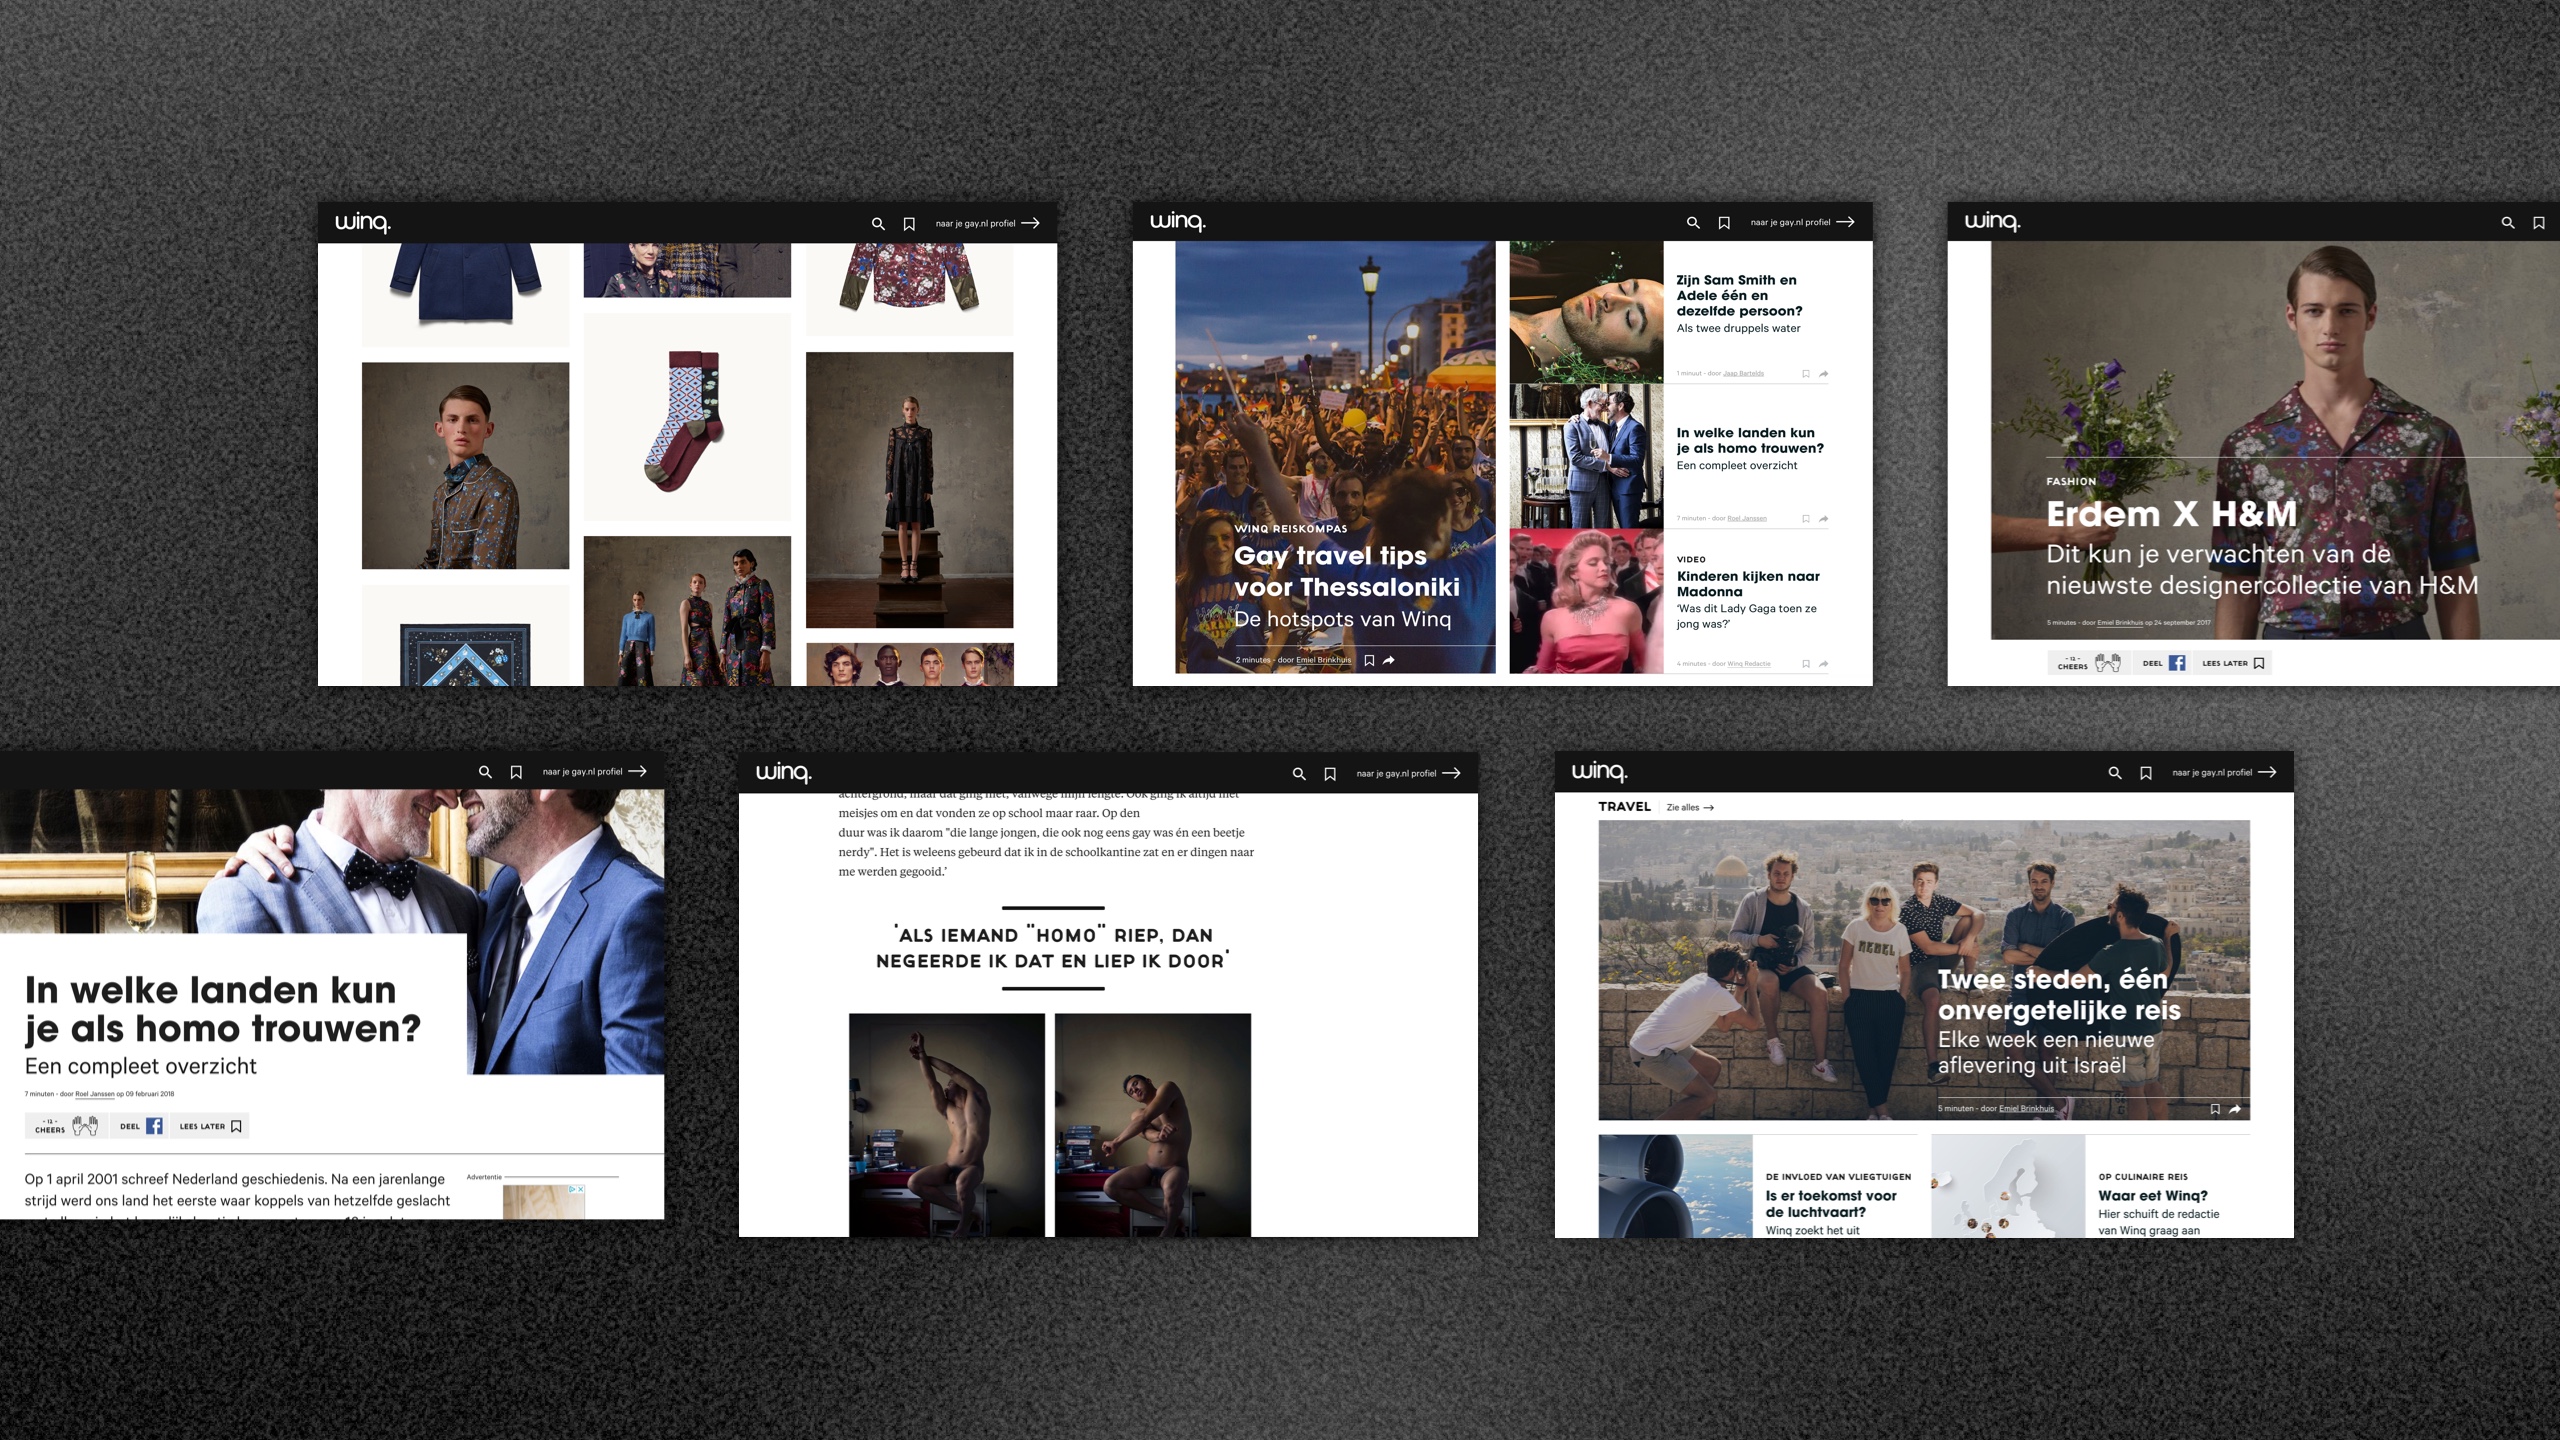 winq.
naar je gay.nl profiel
winq.
naar je gay.nl profiel
WINQ REISKOMPAS
Gay travel tips
voor Thessaloniki
De hotspots van Winq
2 minutes - door Emiel Brinkhuis
Zijn Sam Smith en
Adele één en
dezelfde persoon?
Als twee druppels water
1 minuut - door Jaap Bartelds
In welke landen kun
je als homo trouwen?
Een compleet overzicht
7 minuten - door Roel Janssen
VIDEO
Kinderen kijken naar
Madonna
'Was dit Lady Gaga toen ze
jong was?'
4 minutes - door Winq Redactie
winq.
FASHION
Erdem X H&M
Dit kun je verwachten van de
nieuwste designercollectie van H&M
5 minutes - door Emiel Brinkhuis op 24 september 2017
- 12 -
CHEERS
DEEL
LEES LATER
naar je gay.nl profiel
In welke landen kun
je als homo trouwen?
Een compleet overzicht
7 minuten - door Roel Janssen op 09 februari 2018
- 12 -
CHEERS
DEEL
LEES LATER
Op 1 april 2001 schreef Nederland geschiedenis. Na een jarenlange
strijd werd ons land het eerste waar koppels van hetzelfde geslacht
Advertentie
winq.
naar je gay.nl profiel
achtergrond, maar dat ging niet, vanwege mijn lengte. Ook ging ik altijd met
meisjes om en dat vonden ze op school maar raar. Op den
duur was ik daarom "die lange jongen, die ook nog eens gay was én een beetje
nerdy". Het is weleens gebeurd dat ik in de schoolkantine zat en er dingen naar
me werden gegooid.'
'ALS IEMAND "HOMO" RIEP, DAN
NEGEERDE IK DAT EN LIEP IK DOOR'
winq.
naar je gay.nl profiel
TRAVEL
Zie alles
REBEL
Twee steden, één
onvergetelijke reis
Elke week een nieuwe
aflevering uit Israël
5 minuten - door Emiel Brinkhuis
DE INVLOED VAN VLIEGTUIGEN
Is er toekomst voor
de luchtvaart?
Winq zoekt het uit
OP CULINAIRE REIS
Waar eet Winq?
Hier schuift de redactie
van Winq graag aan